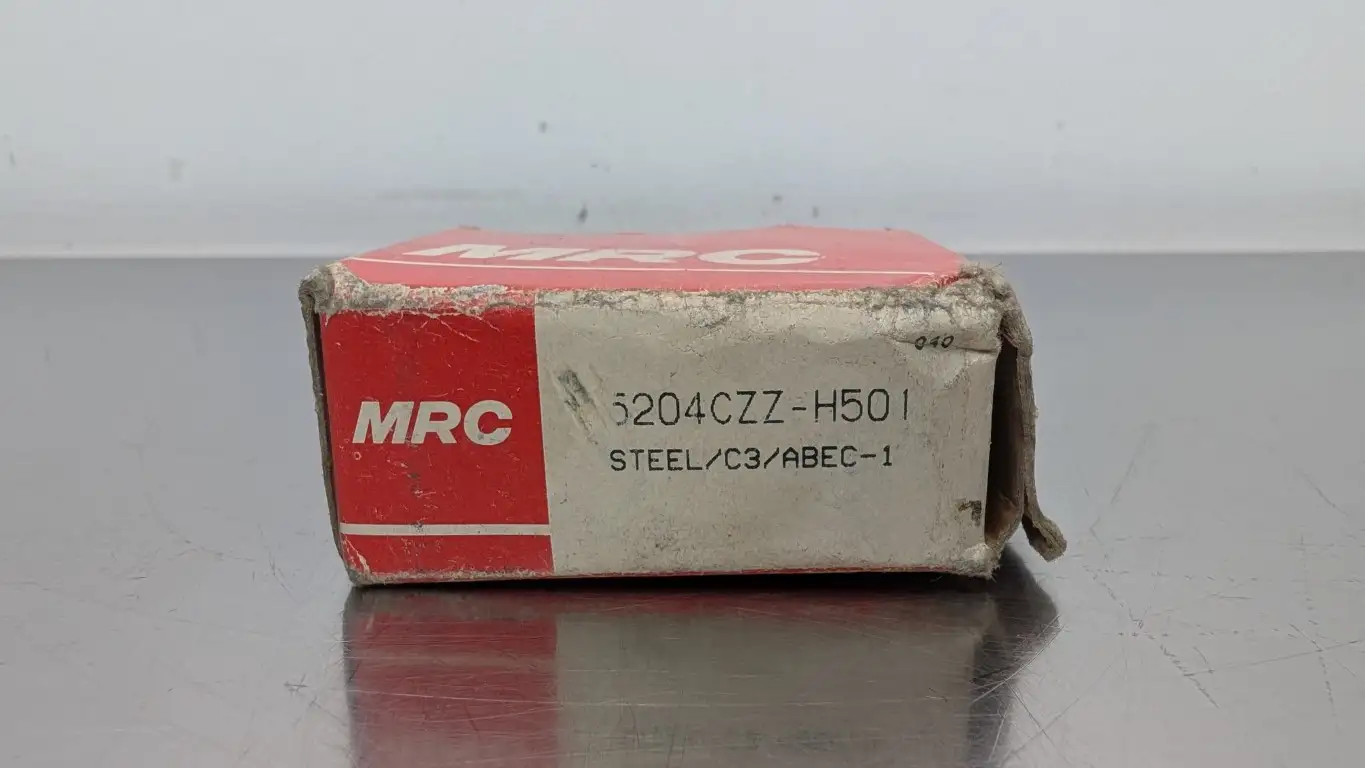 MRC
040
MRC
5204CZZ-H501
STEEL/C3/ABEC-1